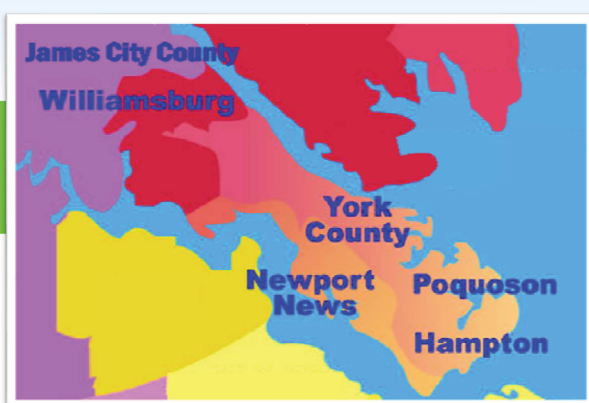 James City County
Williamsburg
York
County
Newport
News
Poquoson
Hampton